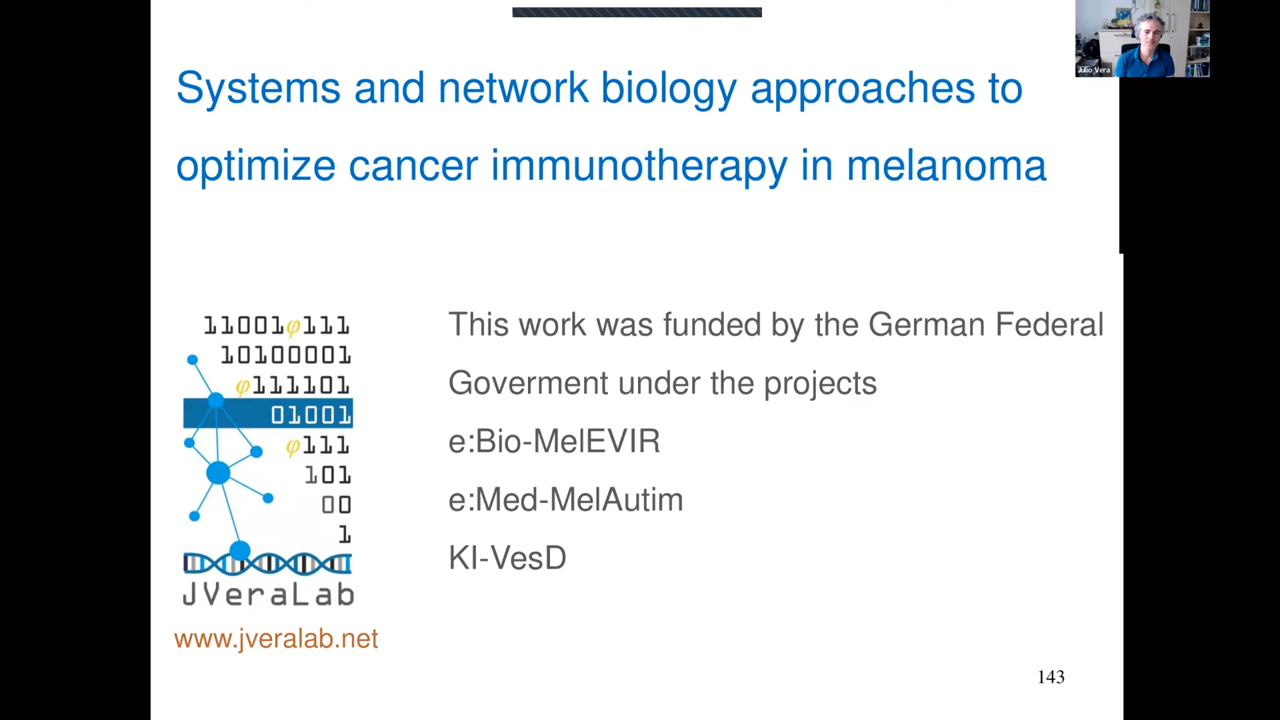 Julio Vera
Systems and network biology approaches to
optimize cancer immunotherapy in melanoma
11001φ111
10100001
φ111101
01001
φ111
101
00
1
JVeraLab
www.jveralab.net
This work was funded by the German Federal
Goverment under the projects
e:Bio-MelEVIR
e:Med-MelAutim
KI-VesD
143